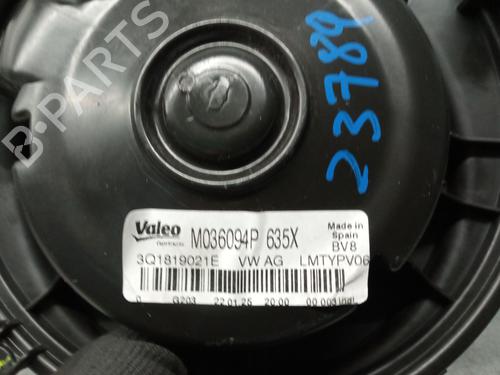 23789
B-PARTS
Valeo
M036094P 635X
Made in
Spain
BV8
3Q1819021E VW AG LMTYPV06
0 G203 22.01.25 20:00